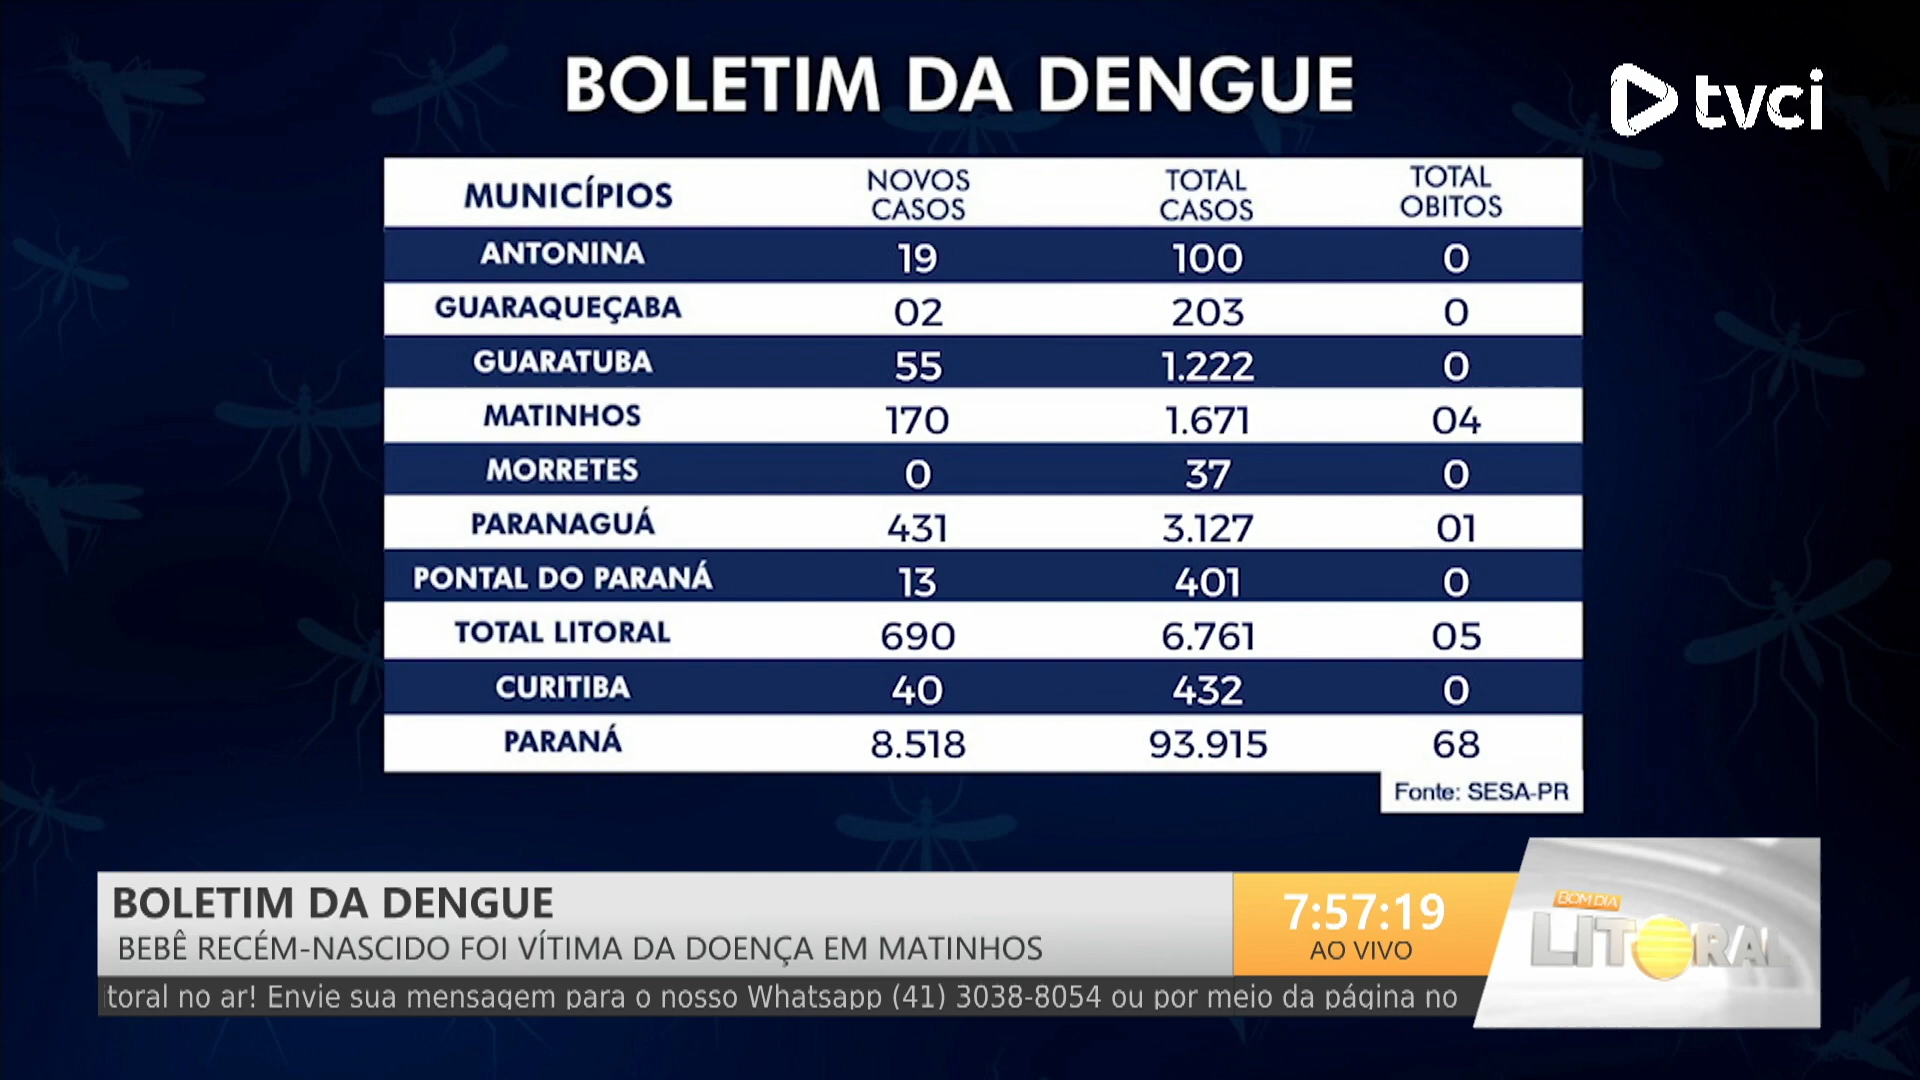 BOLETIM DA DENGUE
tvci
MUNICÍPIOS NOVOS CASOS TOTAL CASOS TOTAL OBITOS
ANTONINA 19 100 0
GUARAQUEÇABA 02 203 0
GUARATUBA 55 1.222 0
MATINHOS 170 1.671 04
MORRETES 0 37 0
PARANAGUÁ 431 3.127 01
PONTAL DO PARANÁ 13 401 0
TOTAL LITORAL 690 6.761 05
CURITIBA 40 432 0
PARANÁ 8.518 93.915 68
Fonte: SESA-PR
BOLETIM DA DENGUE
BEBÊ RECÉM-NASCIDO FOI VÍTIMA DA DOENÇA EM MATINHOS
7:57:19
AO VIVO
BOM DIA
LITORAL
toral no ar! Envie sua mensagem para o nosso Whatsapp (41) 3038-8054 ou por meio da página no